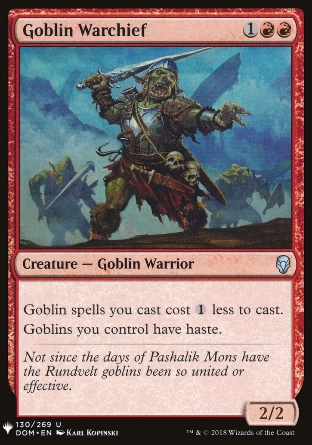 Goblin Warchief 1
Creature — Goblin Warrior
Goblin spells you cast cost 1 less to cast.
Goblins you control have haste.
Not since the days of Pashalik Mons have
the Rundvelt goblins been so united or
effective.
2/2
130/269 U
DOM • EN Karl Kopinski
™ & © 2018 Wizards of the Coast